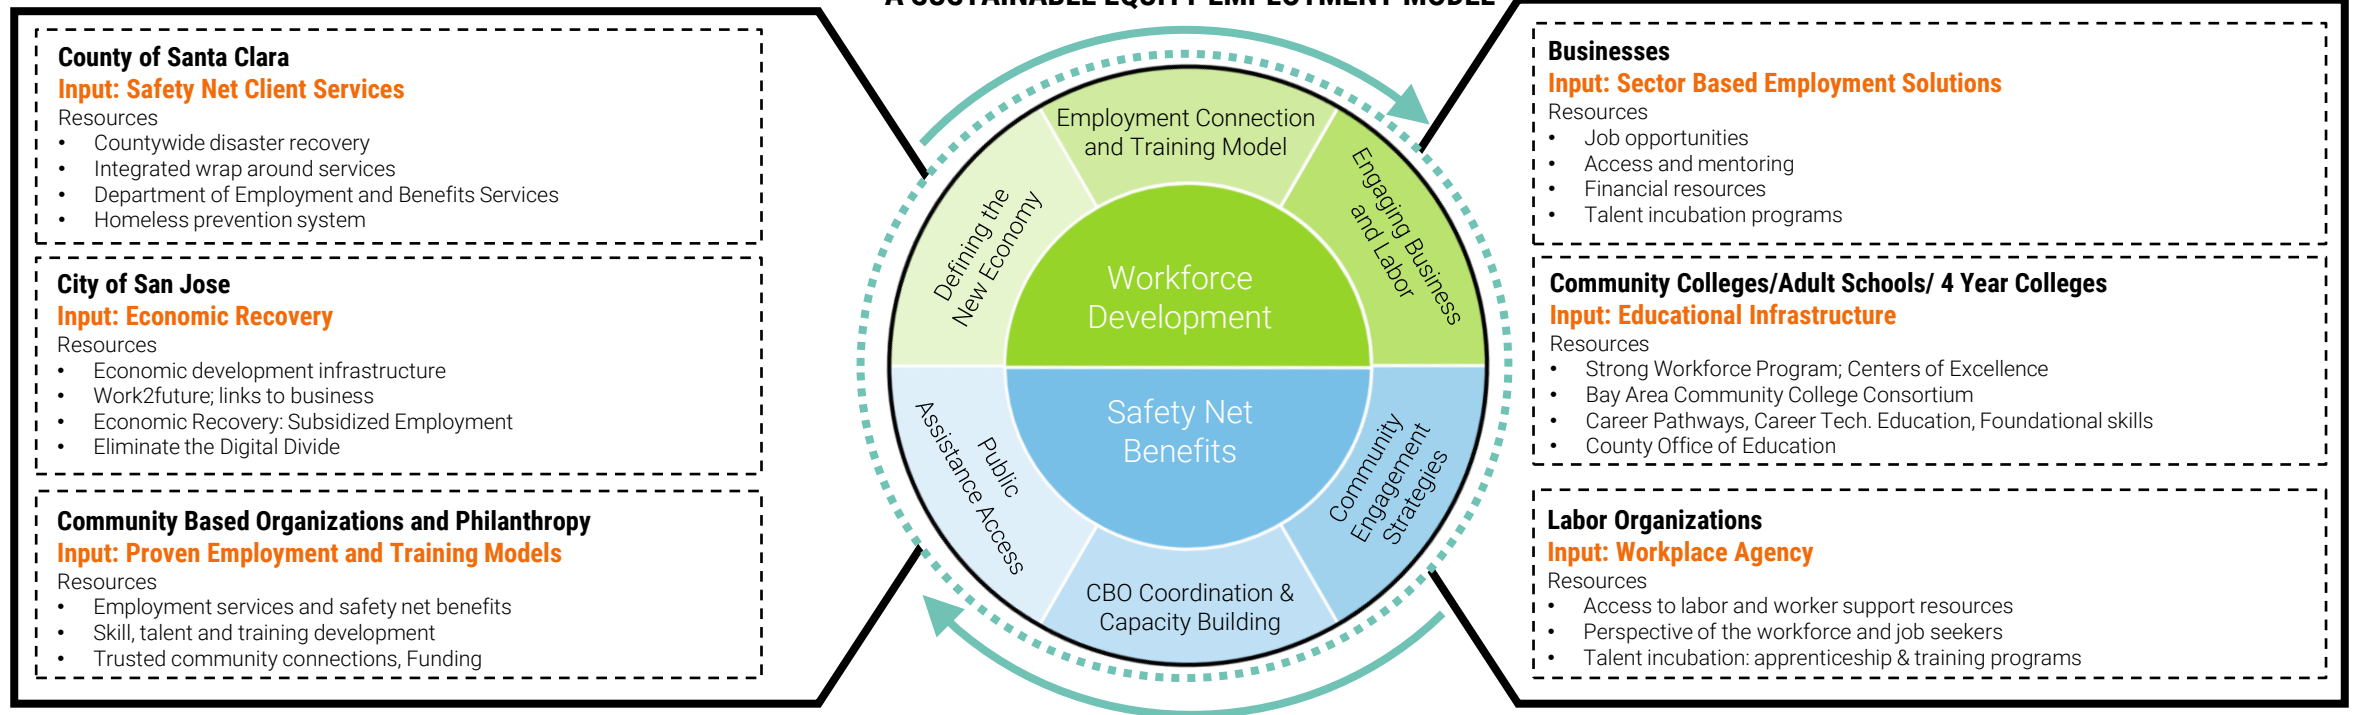 A SUSTAINABLE EQUITY EMPLOYMENT MODEL
County of Santa Clara
Input: Safety Net Client Services
Resources
• Countywide disaster recovery
• Integrated wrap around services
• Department of Employment and Benefits Services
• Homeless prevention system
City of San Jose
Input: Economic Recovery
Resources
• Economic development infrastructure
• Work2future; links to business
• Economic Recovery: Subsidized Employment
• Eliminate the Digital Divide
Community Based Organizations and Philanthropy
Input: Proven Employment and Training Models
Resources
• Employment services and safety net benefits
• Skill, talent and training development
• Trusted community connections, Funding
Employment Connection
and Training Model
Defining the
New Economy
Engaging Business
and Labor
Workforce
Development
Safety Net
Benefits
Public
Assistance Access
Community
Engagement
Strategies
CBO Coordination &
Capacity Building
Businesses
Input: Sector Based Employment Solutions
Resources
• Job opportunities
• Access and mentoring
• Financial resources
• Talent incubation programs
Community Colleges/Adult Schools/ 4 Year Colleges
Input: Educational Infrastructure
Resources
• Strong Workforce Program; Centers of Excellence
• Bay Area Community College Consortium
• Career Pathways, Career Tech. Education, Foundational skills
• County Office of Education
Labor Organizations
Input: Workplace Agency
Resources
• Access to labor and worker support resources
• Perspective of the workforce and job seekers
• Talent incubation: apprenticeship & training programs